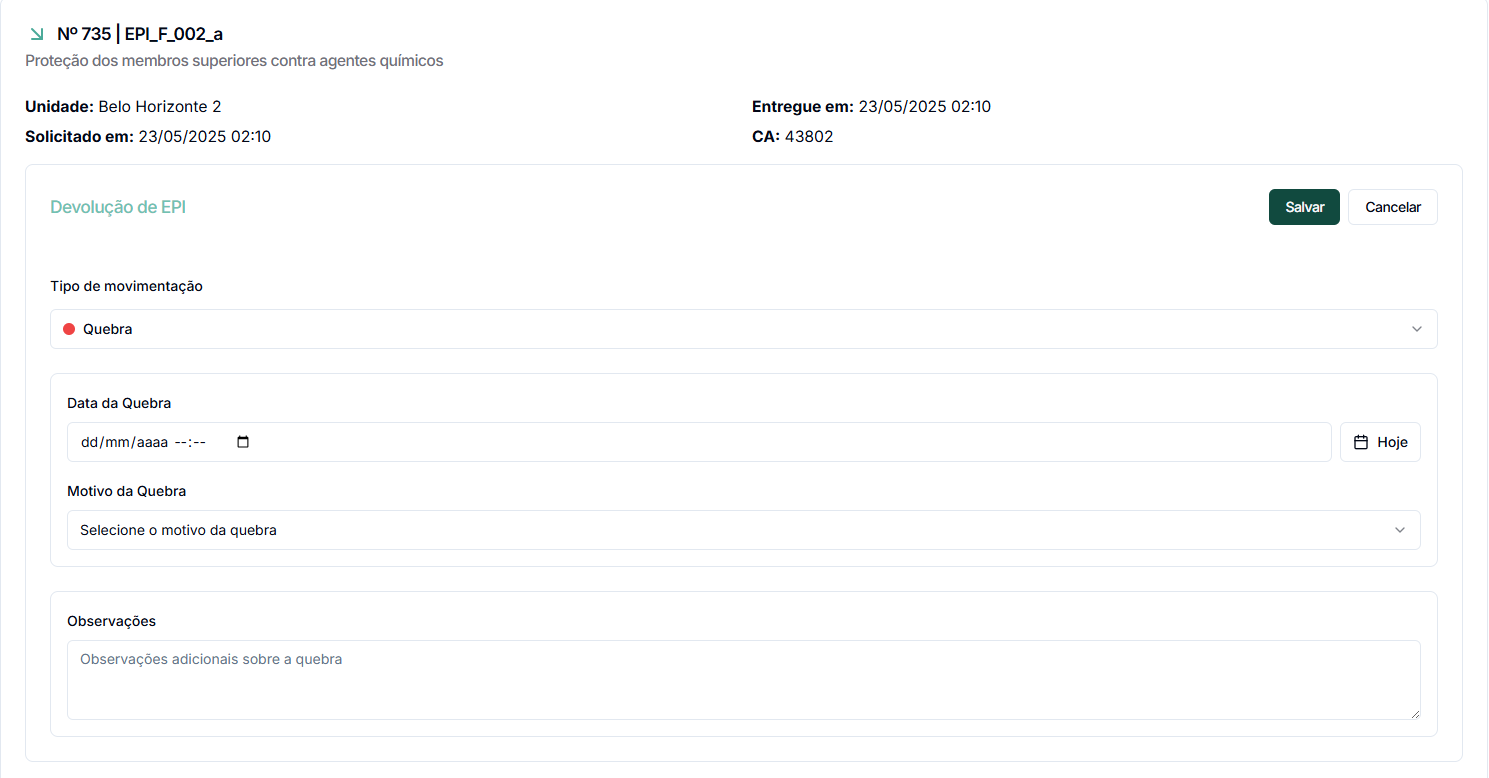 Nº 735 | EPI_F_002_a
Proteção dos membros superiores contra agentes químicos
Unidade: Belo Horizonte 2
Entregue em: 23/05/2025 02:10
Solicitado em: 23/05/2025 02:10
CA: 43802
Devolução de EPI
Salvar
Cancelar
Tipo de movimentação
Quebra
Data da Quebra
dd/mm/aaaa --:--
Hoje
Motivo da Quebra
Selecione o motivo da quebra
Observações
Observações adicionais sobre a quebra